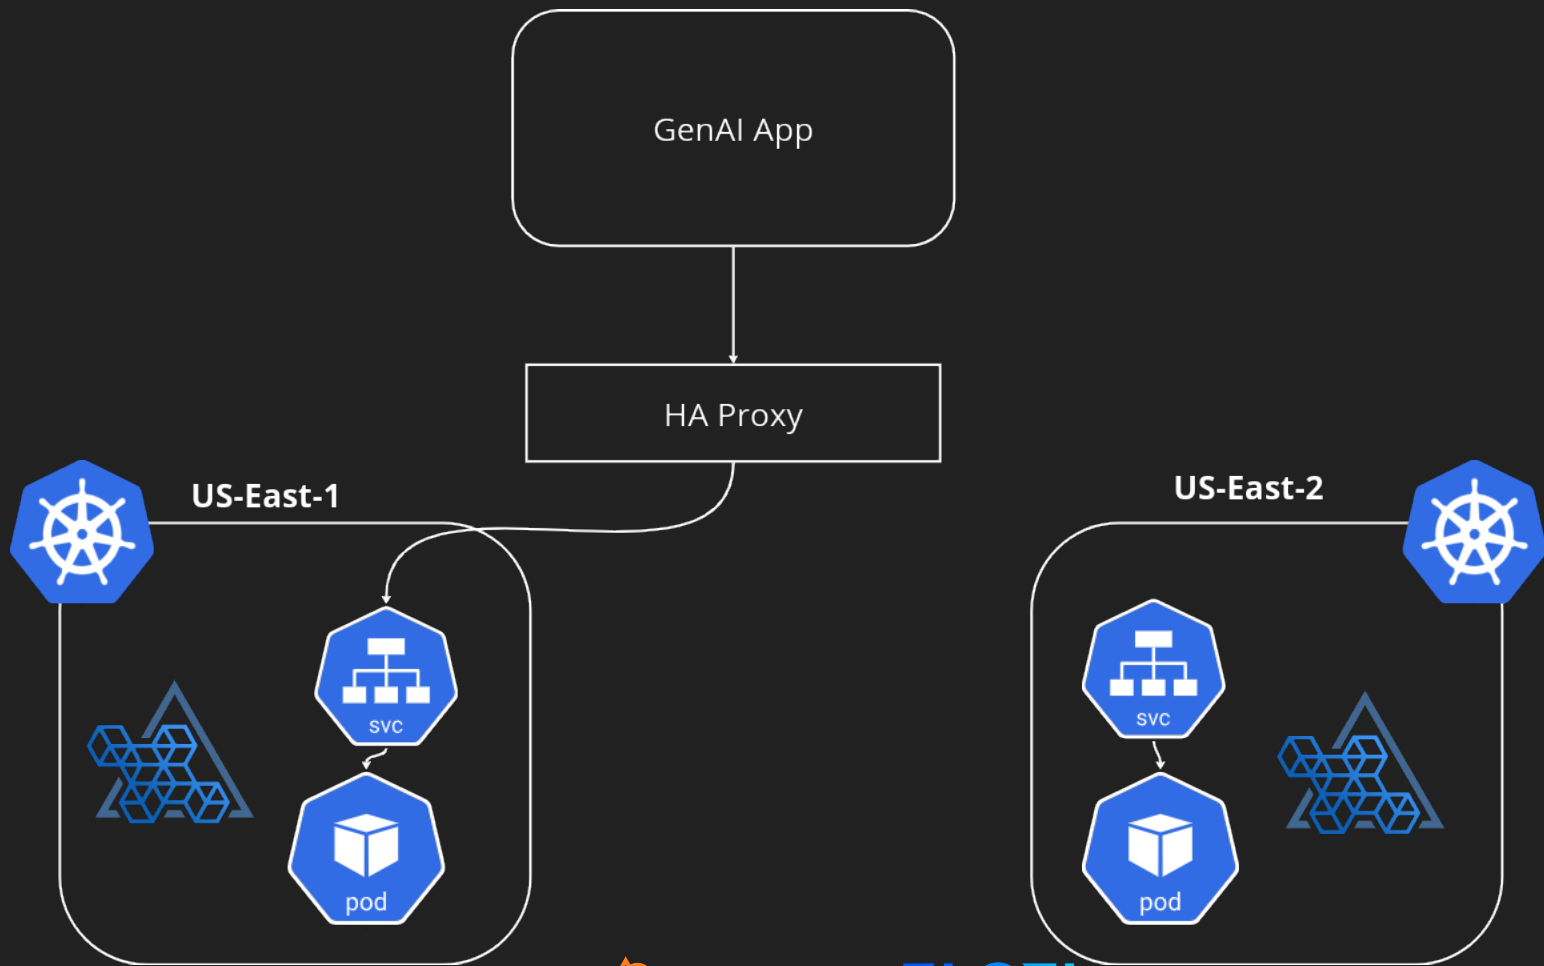 GenAI App
HA Proxy
US-East-1
US-East-2
svc
svc
pod
pod